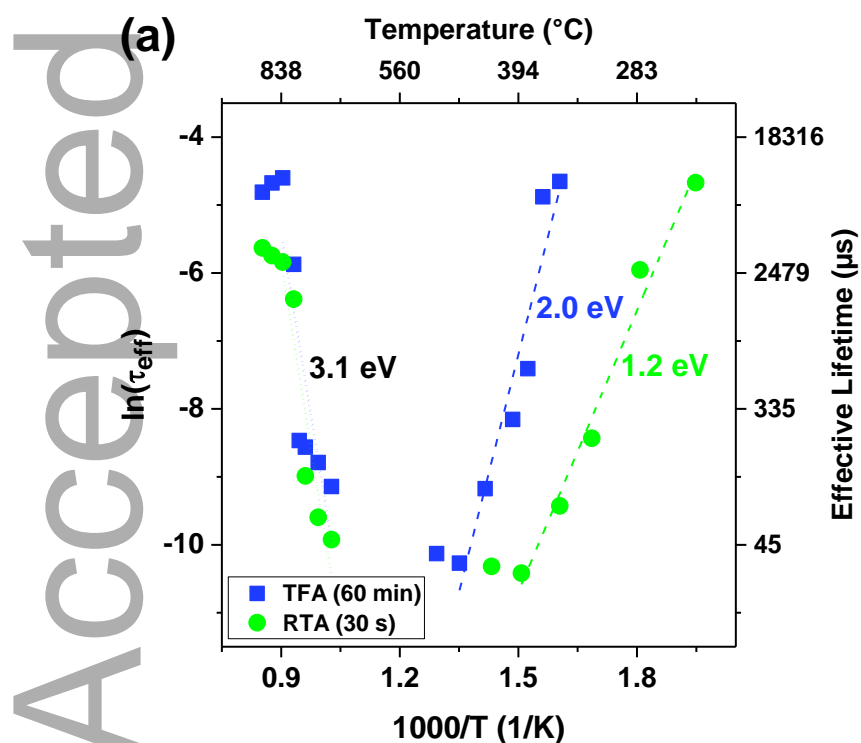 Accepted
(a)
Temperature (°C)
838 560 394 283
-4 18316
-6 2479
-8 335
-10 45
ln(τeff)
Effective Lifetime (µs)
2.0 eV
3.1 eV
1.2 eV
TFA (60 min)
RTA (30 s)
0.9 1.2 1.5 1.8
1000/T (1/K)